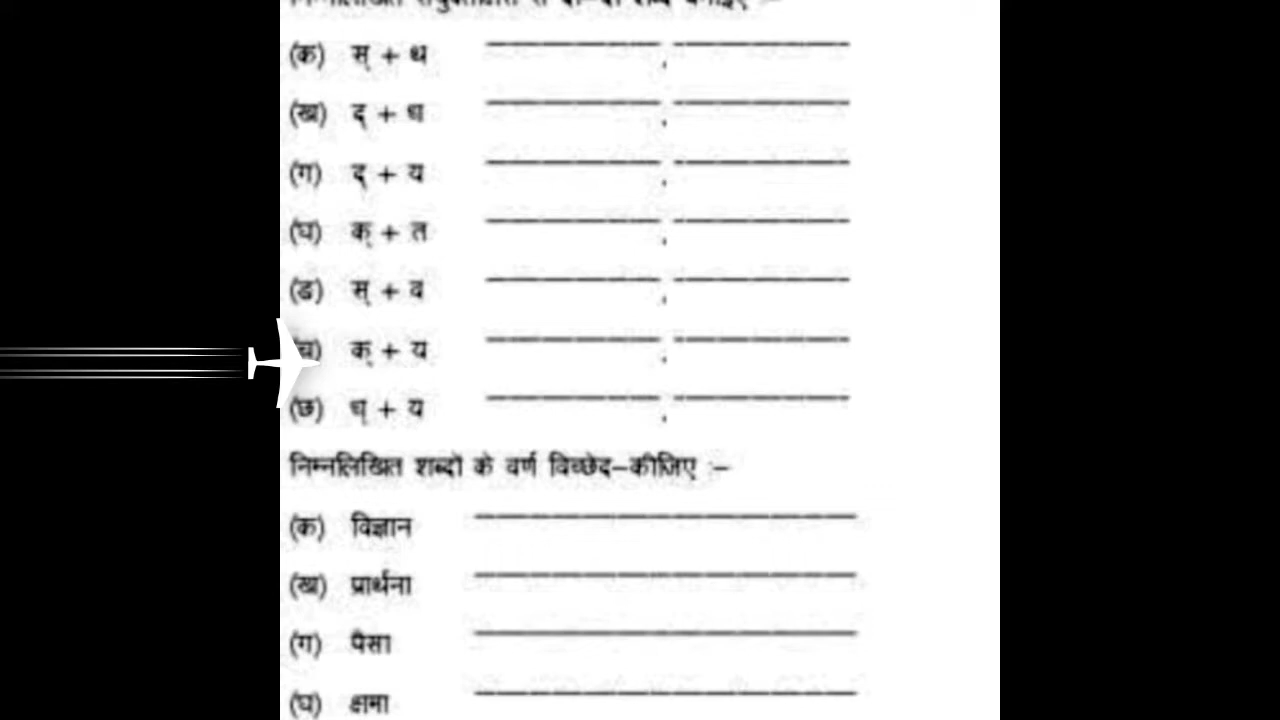 (क) स् + थ ,
(ख) द् + ध ,
(ग) द् + य ,
(घ) क् + त ,
(ड) स् + व ,
(च) क् + य ,
(छ) ध् + य ,
निम्नलिखित शब्दों के वर्ण विच्छेद–कीजिए :–
(क) विज्ञान
(ख) प्रार्थना
(ग) पैसा
(घ) क्षमा